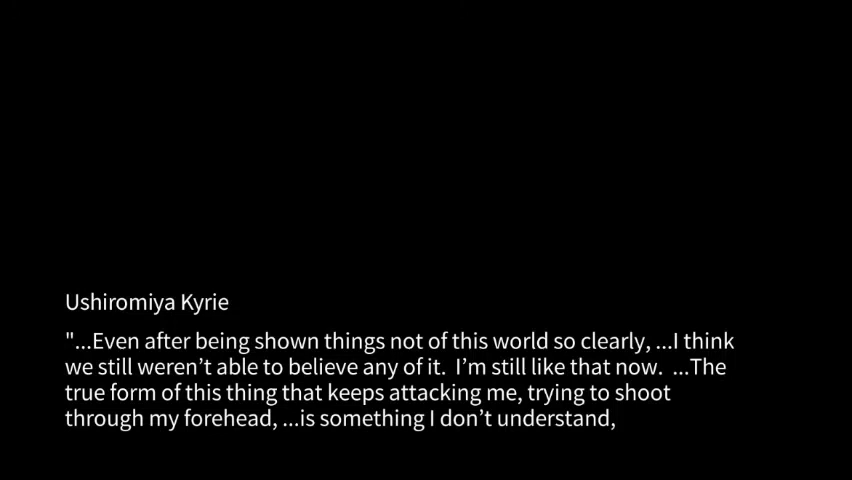 Ushiromiya Kyrie
"...Even after being shown things not of this world so clearly, ...I think
we still weren't able to believe any of it.  I'm still like that now.  ...The
true form of this thing that keeps attacking me, trying to shoot
through my forehead, ...is something I don't understand,